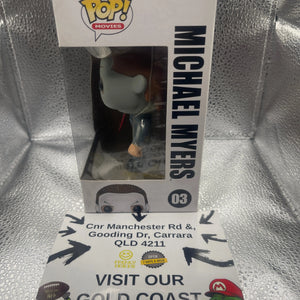 POP!
MOVIES
MICHAEL MYERS
03
Cnr Manchester Rd &,
Gooding Dr, Carrara
QLD 4211
VISIT OUR
GOLD COAST